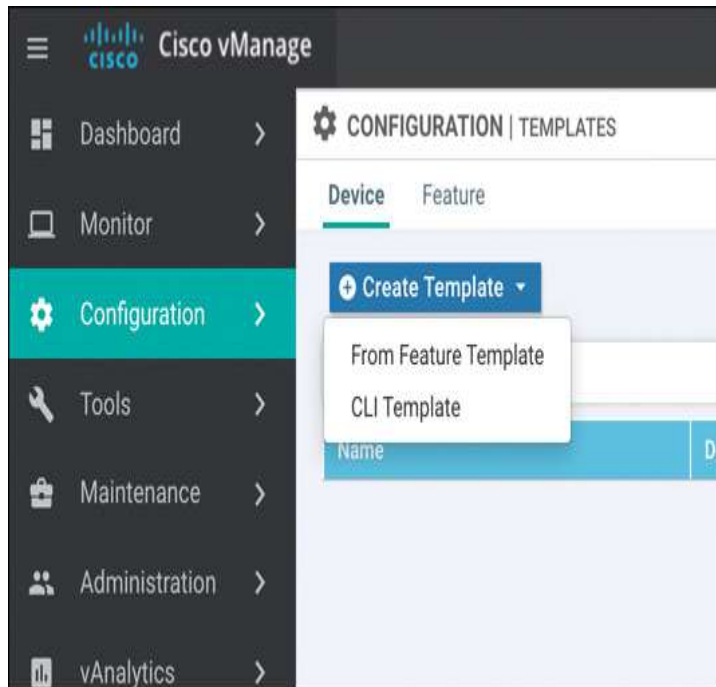 CISCO Cisco vManage
Dashboard
Monitor
Configuration
Tools
Maintenance
Administration
vAnalytics
CONFIGURATION | TEMPLATES
Device Feature
Create Template
From Feature Template
CLI Template
Name D